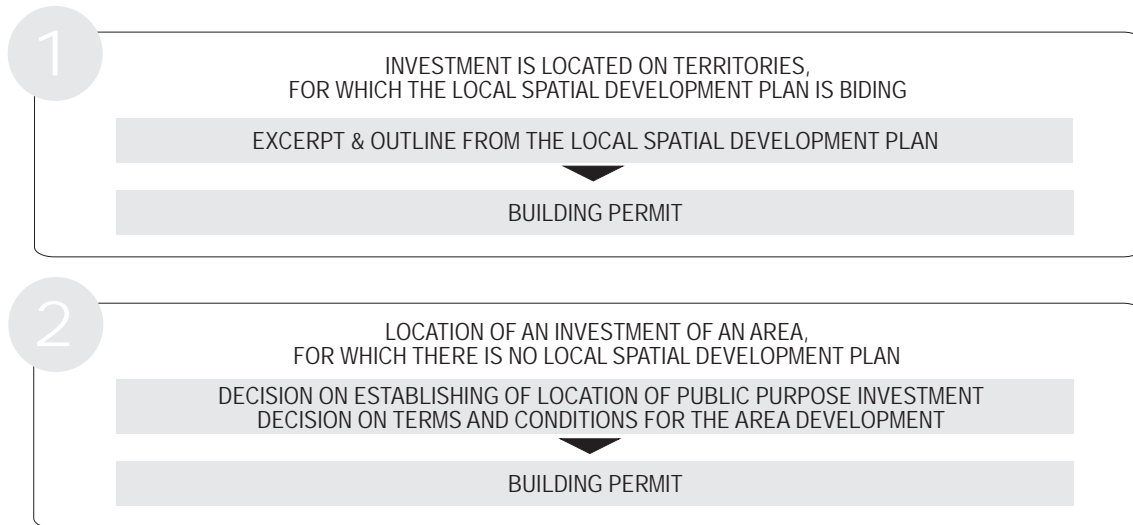 1
INVESTMENT IS LOCATED ON TERRITORIES,
FOR WHICH THE LOCAL SPATIAL DEVELOPMENT PLAN IS BIDING
EXCERPT & OUTLINE FROM THE LOCAL SPATIAL DEVELOPMENT PLAN
BUILDING PERMIT
2
LOCATION OF AN INVESTMENT OF AN AREA,
FOR WHICH THERE IS NO LOCAL SPATIAL DEVELOPMENT PLAN
DECISION ON ESTABLISHING OF LOCATION OF PUBLIC PURPOSE INVESTMENT
DECISION ON TERMS AND CONDITIONS FOR THE AREA DEVELOPMENT
BUILDING PERMIT